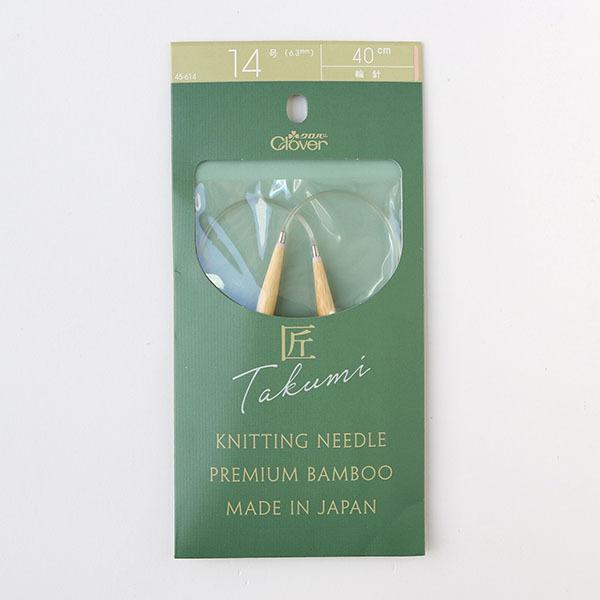 14号(6.3mm) 40cm
45-614 輪針
クロバー
Clover
匠
Takumi
KNITTING NEEDLE
PREMIUM BAMBOO
MADE IN JAPAN